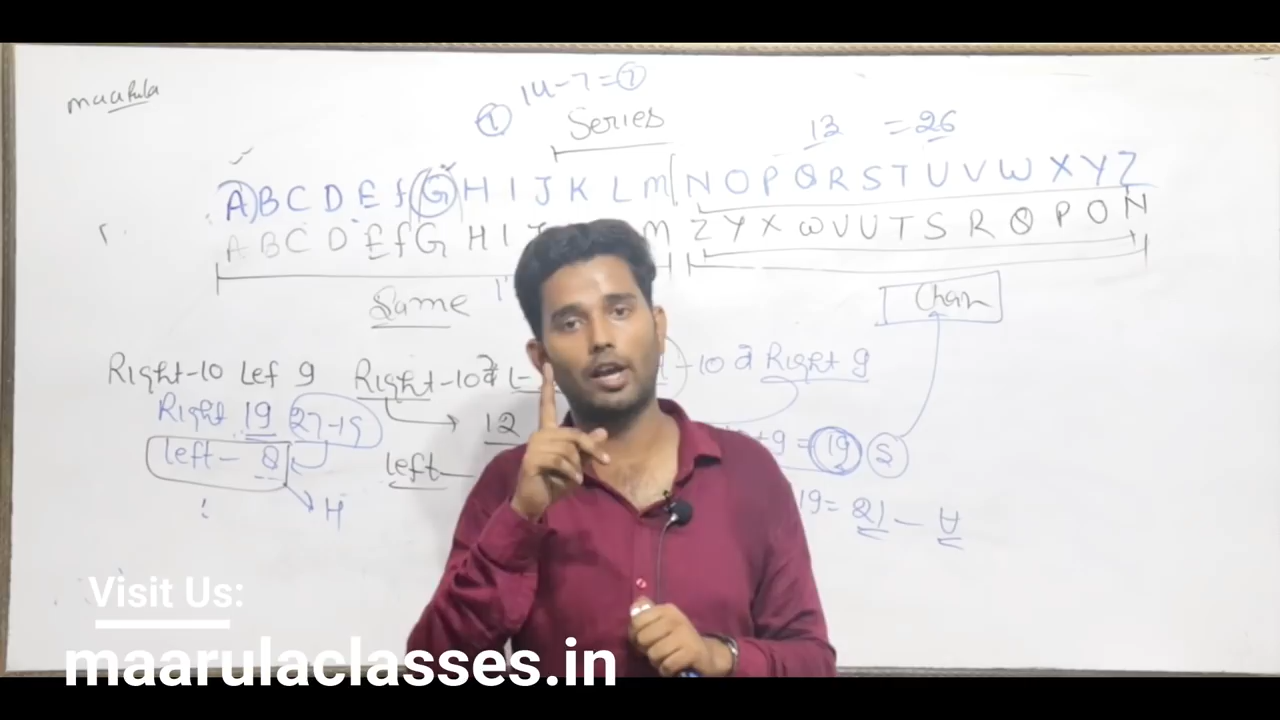 maarula
14-7=7
1 Series
13 =26
A B C D E f G H I J K L M N O P Q R S T U V W X Y Z
A B C D E f G H I M Z Y X W V U T S R Q P O N
Same
Chan
Right-10 Lef 9 Right-10 - 10 व Right 9
Right 19 27-19 12 +9 = 19 S
left- 8 left
H 19= 21 - U
Visit Us:
maarulaclasses.in